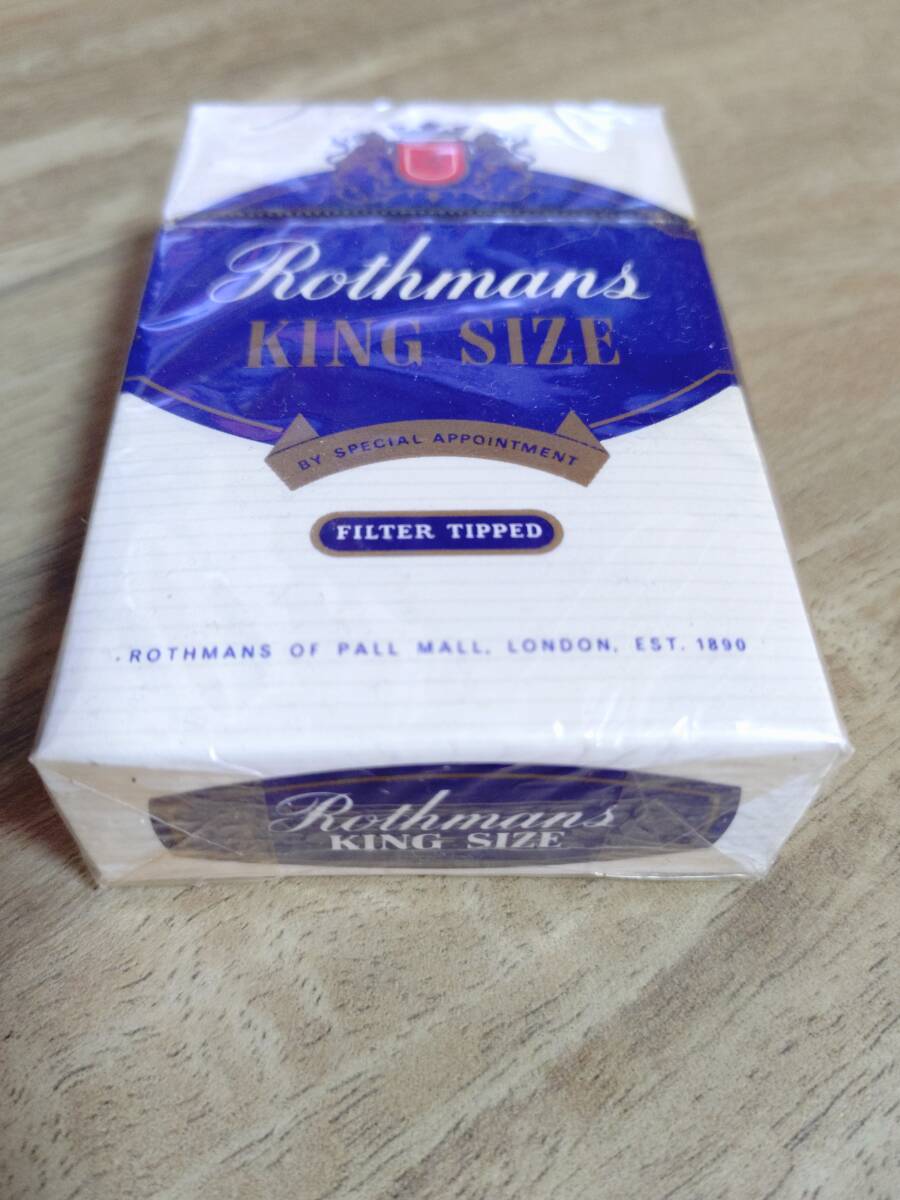 Rothmans
KING SIZE
BY SPECIAL APPOINTMENT
FILTER TIPPED
ROTHMANS OF PALL MALL, LONDON, EST. 1890
Rothmans
KING SIZE